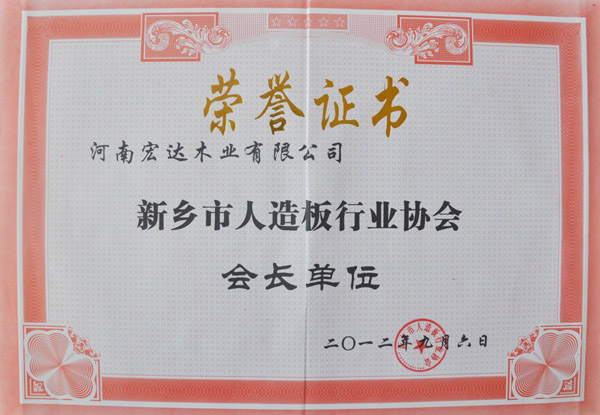 荣誉证书
河南宏达木业有限公司
新乡市人造板行业协会
会长单位
二〇一二年九月六日